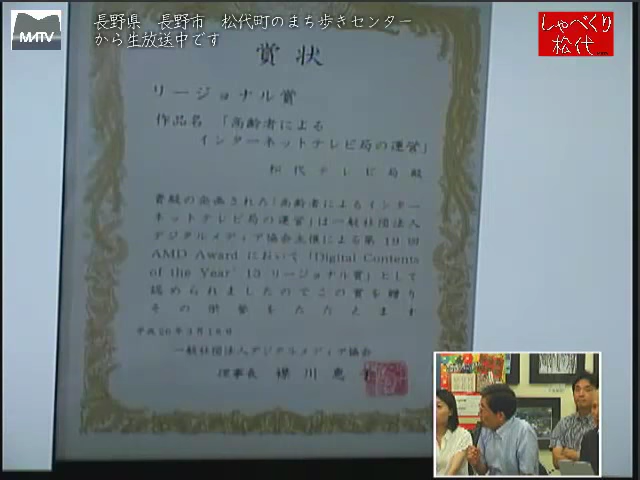 長野県 長野市 松代町のまち歩きセンター
から生放送中です
しゃべくり
松代
賞状
リージョナル賞
作品名 「高齢者による
インターネットテレビ局の運営」
松代テレビ局殿
貴殿の企画された「高齢者によるインター
ネットテレビ局の運営」は一般社団法人
デジタルメディア協会主催による第19回
AMD Awardにおいて「Digital Contents
of the Year' 13 リージョナル賞」として
認められましたのでこの賞を贈り
その栄誉をたたえます
平成26年3月18日
一般社団法人デジタルメディア協会
理事長 襟川恵